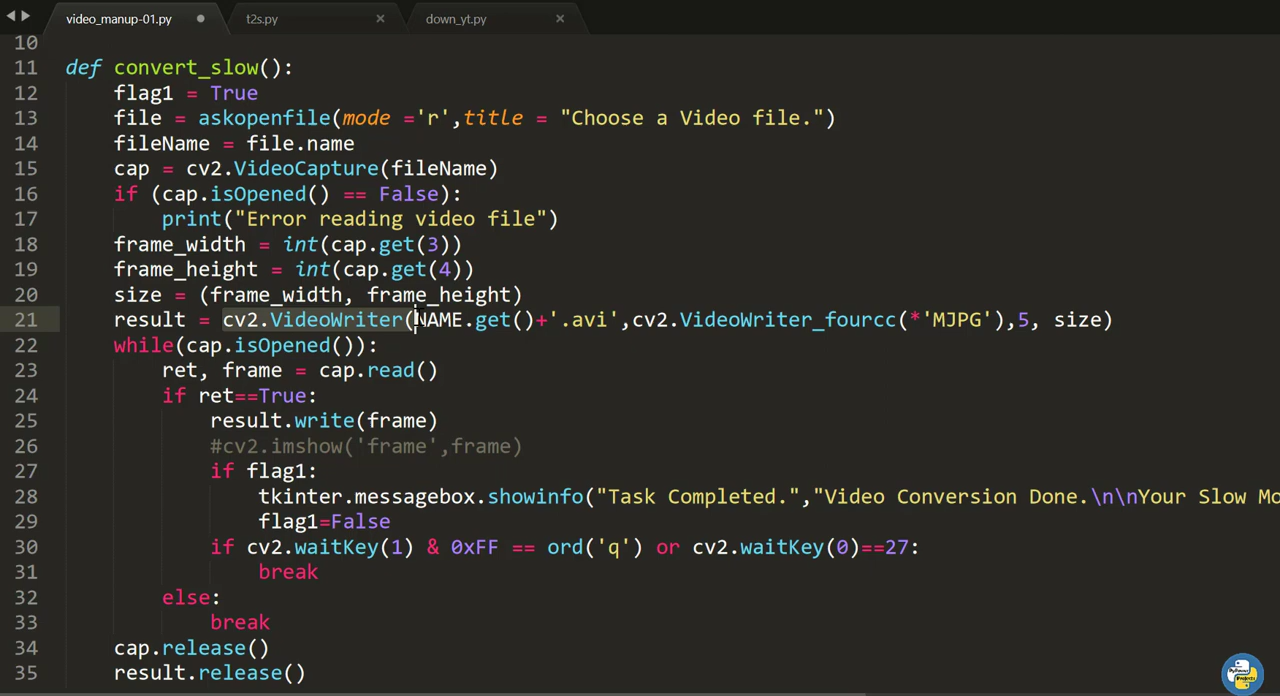 video_manup-01.py t2s.py down_yt.py
10
11 def convert_slow():
12 flag1 = True
13 file = askopenfile(mode ='r',title = "Choose a Video file.")
14 fileName = file.name
15 cap = cv2.VideoCapture(fileName)
16 if (cap.isOpened() == False):
17 print("Error reading video file")
18 frame_width = int(cap.get(3))
19 frame_height = int(cap.get(4))
20 size = (frame_width, frame_height)
21 result = cv2.VideoWriter(NAME.get()+'.avi',cv2.VideoWriter_fourcc(*'MJPG'),5, size)
22 while(cap.isOpened()):
23 ret, frame = cap.read()
24 if ret==True:
25 result.write(frame)
26 #cv2.imshow('frame',frame)
27 if flag1:
28 tkinter.messagebox.showinfo("Task Completed.","Video Conversion Done.\n\nYour Slow Mo
29 flag1=False
30 if cv2.waitKey(1) & 0xFF == ord('q') or cv2.waitKey(0)==27:
31 break
32 else:
33 break
34 cap.release()
35 result.release()